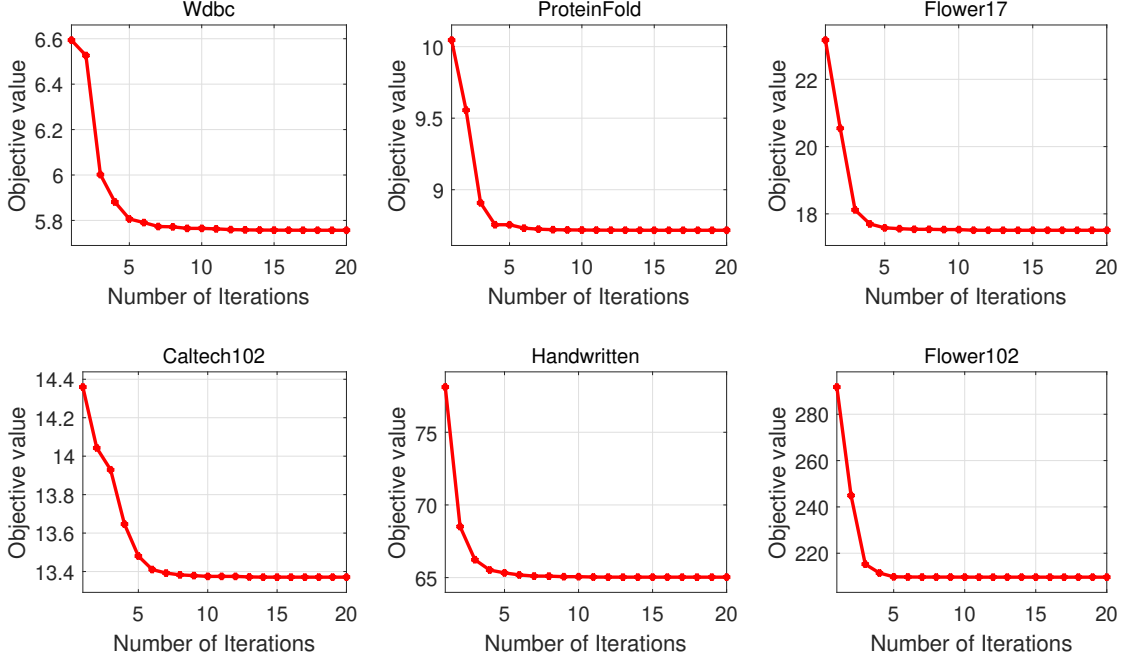 Wdbc
Objective value
6.6
6.4
6.2
6
5.8
5 10 15 20
Number of Iterations
ProteinFold
Objective value
10
9.5
9
5 10 15 20
Number of Iterations
Flower17
Objective value
22
20
18
5 10 15 20
Number of Iterations
Caltech102
Objective value
14.4
14.2
14
13.8
13.6
13.4
5 10 15 20
Number of Iterations
Handwritten
Objective value
75
70
65
5 10 15 20
Number of Iterations
Flower102
Objective value
280
260
240
220
5 10 15 20
Number of Iterations